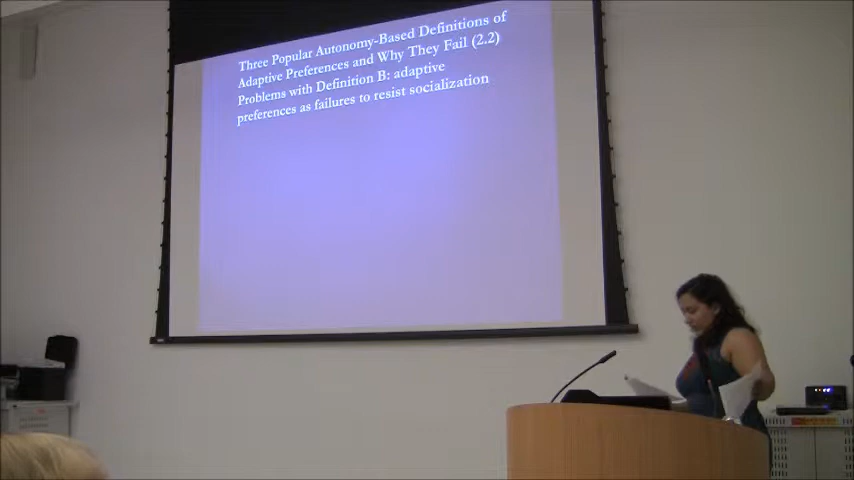 Three Popular Autonomy-Based Definitions of
Adaptive Preferences and Why They Fail (2.2)
Problems with Definition B: adaptive
preferences as failures to resist socialization